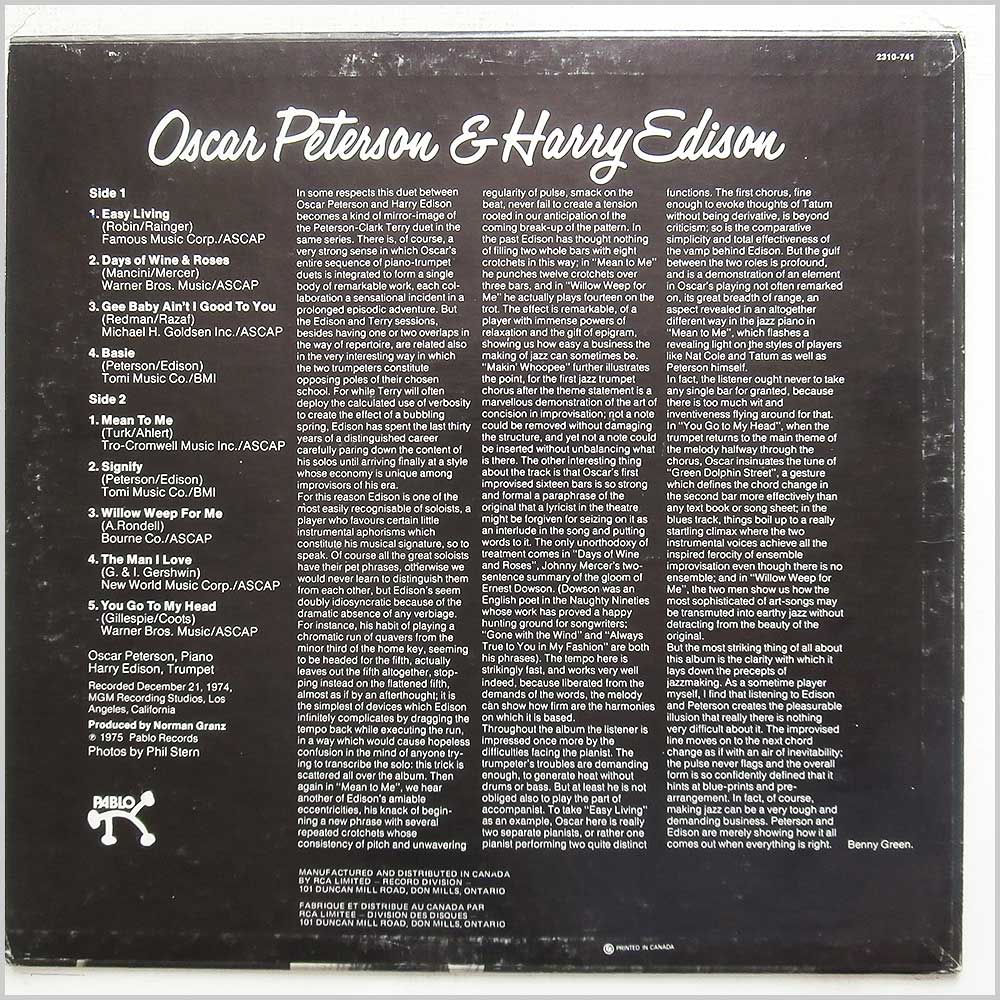 2310-741
Oscar Peterson & Harry Edison
Side 1
1. Easy Living
(Robin/Rainger)
Famous Music Corp./ASCAP
2. Days of Wine & Roses
(Mancini/Mercer)
Warner Bros. Music/ASCAP
3. Gee Baby Ain't I Good To You
(Redman/Razaf)
Michael H. Goldsen Inc./ASCAP
4. Basie
(Peterson/Edison)
Tomi Music Co./BMI
Side 2
1. Mean To Me
(Turk/Ahlert)
Tro-Cromwell Music Inc./ASCAP
2. Signify
(Peterson/Edison)
Tomi Music Co./BMI
3. Willow Weep For Me
(A.Rondell)
Bourne Co./ASCAP
4. The Man I Love
(G. & I. Gershwin)
New World Music Corp./ASCAP
5. You Go To My Head
(Gillespie/Coots)
Warner Bros. Music/ASCAP
Oscar Peterson, Piano
Harry Edison, Trumpet
Recorded December 21, 1974,
MGM Recording Studios, Los
Angeles, California
Produced by Norman Granz
℗ 1975 Pablo Records
Photos by Phil Stern
PABLO
In some respects this duet between
Oscar Peterson and Harry Edison
becomes a kind of mirror-image of
the Peterson-Clark Terry duet in the
same series. There is, of course, a
very strong sense in which Oscar's
entire sequence of piano-trumpet
duets is integrated to form a single
body of remarkable work, each col-
laboration a sensational incident in a
prolonged episodic adventure. But
the Edison and Terry sessions,
besides having one or two overlaps in
the way of repertoire, are related also
in the very interesting way in which
the two trumpeters constitute
opposing poles of their chosen
school. For while Terry will often
deploy the calculated use of verbosity
to create the effect of a bubbling
spring, Edison has spent the last thirty
years of a distinguished career
carefully paring down the content of
his solos until arriving finally at a style
whose economy is unique among
improvisors of his era.
For this reason Edison is one of the
most easily recognisable of soloists, a
player who favours certain little
instrumental aphorisms which
constitute his musical signature, so to
speak. Of course all the great soloists
have their pet phrases, otherwise we
would never learn to distinguish them
from each other, but Edison's seem
doubly idiosyncratic because of the
dramatic absence of any verbiage.
For instance, his habit of playing a
chromatic run of quavers from the
minor third of the home key, seeming
to be headed for the fifth, actually
leaves out the fifth altogether, stop-
ping instead on the flattened fifth,
almost as if by an afterthought; it is
the simplest of devices which Edison
infinitely complicates by dragging the
tempo back while executing the run,
in a way which would cause hopeless
confusion in the mind of anyone try-
ing to transcribe the solo: this trick is
scattered all over the album. Then
again in "Mean to Me", we hear
another of Edison's amiable
eccentricities, his knack of begin-
ning a new phrase with several
repeated crotchets whose
consistency of pitch and unwavering
regularity of pulse, smack on the
beat, never fail to create a tension
rooted in our anticipation of the
coming break-up of the pattern. In
the past Edison has thought nothing
of filling two whole bars with eight
crotchets in this way; in "Mean to Me"
he punches twelve crotchets over
three bars, and in "Willow Weep for
Me" he actually plays fourteen on the
trot. The effect is remarkable, of a
player with immense powers of
relaxation and the gift of epigram,
showing us how easy a business the
making of jazz can sometimes be.
"Makin' Whoopee" further illustrates
the point, for the first jazz trumpet
chorus after the theme statement is a
marvellous demonstration of the art of
concision in improvisation; not a note
could be removed without damaging
the structure, and yet not a note could
be inserted without unbalancing what
is there. The other interesting thing
about the track is that Oscar's first
improvised sixteen bars is so strong
and formal a paraphrase of the
original that a lyricist in the theatre
might be forgiven for seizing on it as
an interlude in the song and putting
words to it. The only unorthodoxy of
treatment comes in "Days of Wine
and Roses", Johnny Mercer's two-
sentence summary of the gloom of
Ernest Dowson. (Dowson was an
English poet in the Naughty Nineties
whose work has proved a happy
hunting ground for songwriters;
"Gone with the Wind" and "Always
True to You in My Fashion" are both
his phrases). The tempo here is
strikingly fast, and works very well
indeed, because liberated from the
demands of the words, the melody
can show how firm are the harmonies
on which it is based.
Throughout the album the listener is
impressed once more by the
difficulties facing the pianist. The
trumpeter's troubles are demanding
enough, to generate heat without
drums or bass. But at least he is not
obliged also to play the part of
accompanist. To take "Easy Living"
as an example, Oscar here is really
two separate pianists, or rather one
pianist performing two quite distinct
functions. The first chorus, fine
enough to evoke thoughts of Tatum
without being derivative, is beyond
criticism; so is the comparative
simplicity and total effectiveness of
the vamp behind Edison. But the gulf
between the two roles is profound,
and is a demonstration of an element
in Oscar's playing not often remarked
on, its great breadth of range, an
aspect revealed in an altogether
different way in the jazz piano in
"Mean to Me", which flashes a
revealing light on the styles of players
like Nat Cole and Tatum as well as
Peterson himself.
In fact, the listener ought never to take
any single bar for granted, because
there is too much wit and
inventiveness flying around for that.
In "You Go to My Head", when the
trumpet returns to the main theme of
the melody halfway through the
chorus, Oscar insinuates the tune of
"Green Dolphin Street", a gesture
which defines the chord change in
the second bar more effectively than
any text book or song sheet; in the
blues track, things boil up to a really
startling climax where the two
instrumental voices achieve all the
inspired ferocity of ensemble
improvisation even though there is no
ensemble; and in "Willow Weep for
Me", the two men show us how the
most sophisticated of art-songs may
be transmuted into earthy jazz without
detracting from the beauty of the
original.
But the most striking thing of all about
this album is the clarity with which it
lays down the precepts of
jazzmaking. As a sometime player
myself, I find that listening to Edison
and Peterson creates the pleasurable
illusion that really there is nothing
very difficult about it. The improvised
line moves on to the next chord
change as if with an air of inevitability;
the pulse never flags and the overall
form is so confidently defined that it
hints at blue-prints and pre-
arrangement. In fact, of course,
making jazz can be a very tough and
demanding business. Peterson and
Edison are merely showing how it all
comes out when everything is right.
Benny Green.
MANUFACTURED AND DISTRIBUTED IN CANADA
BY RCA LIMITED – RECORD DIVISION –
101 DUNCAN MILL ROAD, DON MILLS, ONTARIO
FABRIQUE ET DISTRIBUE AU CANADA PAR
RCA LIMITEE – DIVISION DES DISQUES –
101 DUNCAN MILL ROAD, DON MILLS, ONTARIO
PRINTED IN CANADA